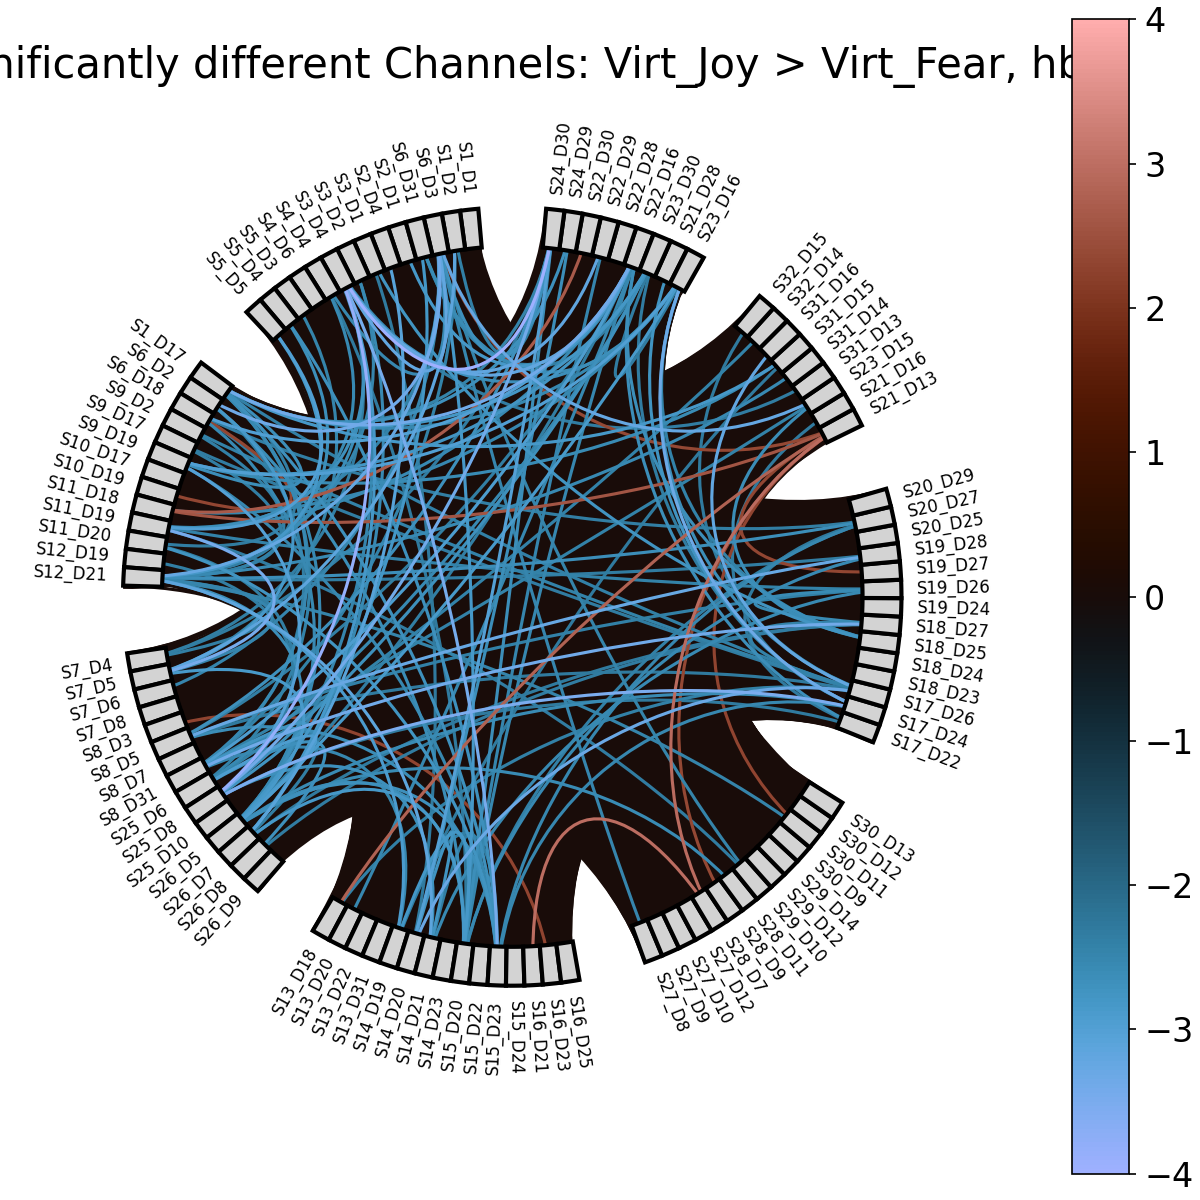 nificantly different Channels: Virt_Joy > Virt_Fear, hb
S1_D1
S1_D2
S6_D3
S6_D31
S2_D1
S2_D4
S3_D1
S3_D2
S3_D4
S4_D4
S4_D6
S5_D3
S5_D4
S5_D5
S1_D17
S6_D2
S6_D18
S9_D2
S9_D17
S9_D19
S10_D17
S10_D19
S11_D18
S11_D19
S11_D20
S12_D19
S12_D21
S7_D4
S7_D5
S7_D6
S7_D8
S8_D3
S8_D5
S8_D7
S8_D31
S25_D6
S25_D8
S25_D10
S26_D5
S26_D7
S26_D8
S26_D9
S13_D18
S13_D20
S13_D22
S13_D31
S14_D19
S14_D20
S14_D21
S14_D23
S15_D20
S15_D22
S15_D23
S15_D24
S16_D21
S16_D23
S16_D25
S27_D8
S27_D9
S27_D10
S27_D12
S28_D7
S28_D9
S28_D11
S29_D10
S29_D12
S29_D14
S30_D9
S30_D11
S30_D12
S30_D13
S17_D22
S17_D24
S17_D26
S18_D23
S18_D24
S18_D25
S18_D27
S19_D24
S19_D26
S19_D27
S19_D28
S20_D25
S20_D27
S20_D29
S21_D13
S21_D16
S23_D15
S31_D13
S31_D14
S31_D15
S31_D16
S32_D14
S32_D15
S23_D16
S21_D28
S23_D30
S22_D16
S22_D28
S22_D29
S22_D30
S24_D29
S24_D30
4
3
2
1
0
−1
−2
−3
−4